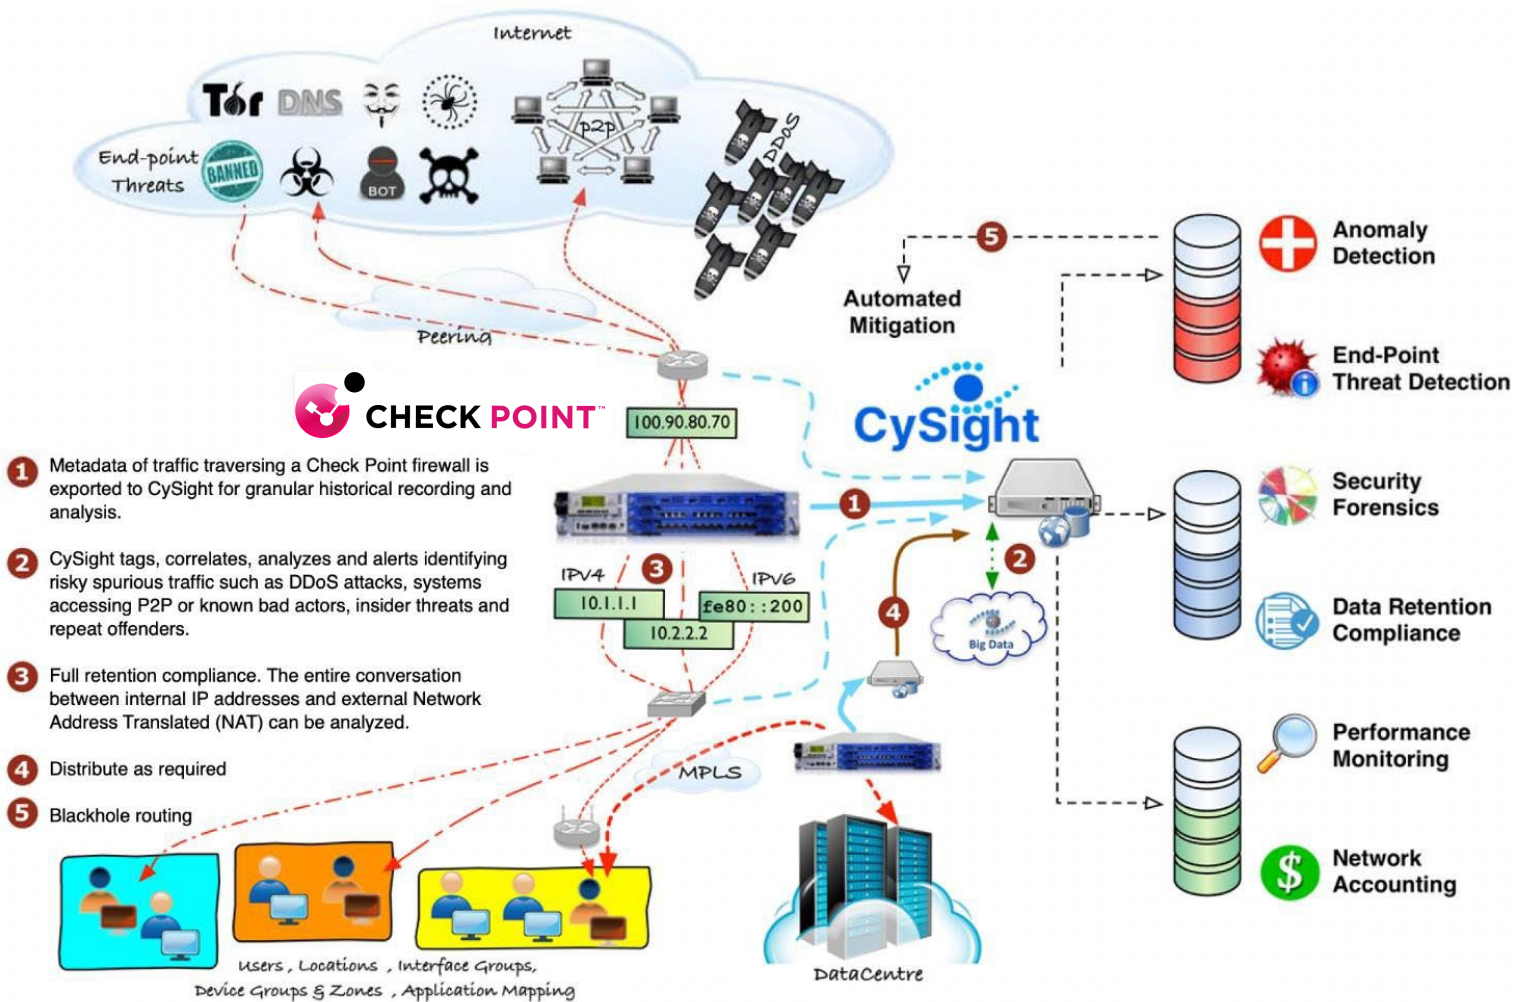 Internet
Tor
DNS
p2p
DDoS
End-point
Threats
BANNED
BOT
Peering
5
Automated
Mitigation
Anomaly
Detection
End-Point
Threat Detection
CHECK POINT™
100.90.80.70
CySight
1
Metadata of traffic traversing a Check Point firewall is
exported to CySight for granular historical recording and
analysis.
2
CySight tags, correlates, analyzes and alerts identifying
risky spurious traffic such as DDoS attacks, systems
accessing P2P or known bad actors, insider threats and
repeat offenders.
3
Full retention compliance. The entire conversation
between internal IP addresses and external Network
Address Translated (NAT) can be analyzed.
4
Distribute as required
5
Blackhole routing
1
Security
Forensics
2
3
IPV4
IPV6
10.1.1.1
fe80::200
10.2.2.2
4
Big Data
Data Retention
Compliance
MPLS
Performance
Monitoring
$
Network
Accounting
Users , Locations , Interface Groups,
Device Groups & Zones , Application Mapping
DataCentre